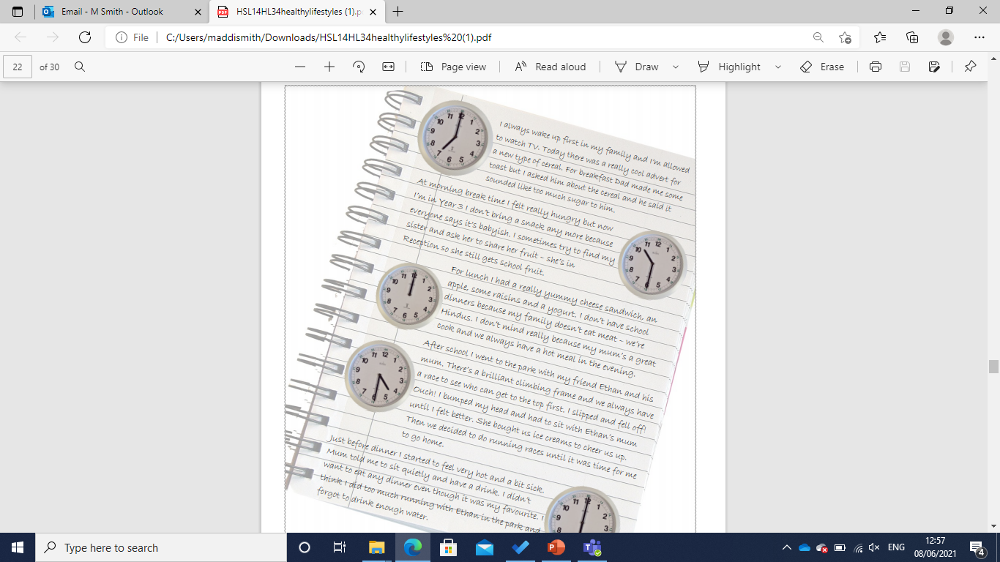 Email - M Smith - Outlook
HSL14HL34healthylifestyles (1).p
File
C:/Users/maddismith/Downloads/HSL14HL34healthylifestyles%20(1).pdf
22
of 30
Page view
Read aloud
Draw
Highlight
Erase
I always wake up first in my family and I'm allowed
to watch TV. Today there was a really cool advert for
a new type of cereal. For breakfast Dad made me some
toast but I asked him about the cereal and he said it
sounded like too much sugar to him.
At morning break time I felt really hungry but now
I'm in Year 3 I don't bring a snack any more because
everyone says it's babyish. I sometimes try to find my
sister and ask her to share her fruit – she's in
Reception so she still gets school fruit.
For lunch I had a really yummy cheese sandwich, an
apple, some raisins and a yogurt. I don't have school
dinners because my family doesn't eat meat – we're
Hindus. I don't mind really because my mum's a great
cook and we always have a hot meal in the evening.
After school I went to the park with my friend Ethan and his
mum. There's a brilliant climbing frame and we always have
a race to see who can get to the top first. I slipped and fell off!
Ouch! I bumped my head and had to sit with Ethan's mum
until I felt better. She bought us ice creams to cheer us up.
Then we decided to do running races until it was time for me
to go home.
Just before dinner I started to feel very hot and a bit sick.
Mum told me to sit quietly and have a drink. I didn't
want to eat any dinner even though it was my favourite. I
think I did too much running with Ethan in the park and
forgot to drink enough water.
Type here to search
ENG
12:57
08/06/2021
4